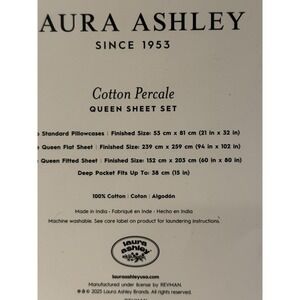 AURA ASHLEY
SINCE 1953
Cotton Percale
QUEEN SHEET SET
Standard Pillowcases | Finished Size: 53 cm x 81 cm (21 in x 32 in)
Queen Flat Sheet | Finished Size: 239 cm x 259 cm (94 in x 102 in)
Queen Fitted Sheet | Finished Size: 152 cm x 203 cm (60 in x 80 in)
Deep Pocket Fits Up To: 38 cm (15 in)
100% Cotton | Coton | Algodón
Made in India • Fabriqué en Inde • Hecho en India
Machine washable. See care label on product for laundering instructions.
laura
ashley
lauraashleyusa.com
Manufactured under license by REVMAN.
®© 2025 Laura Ashley Brands. All rights reserved.